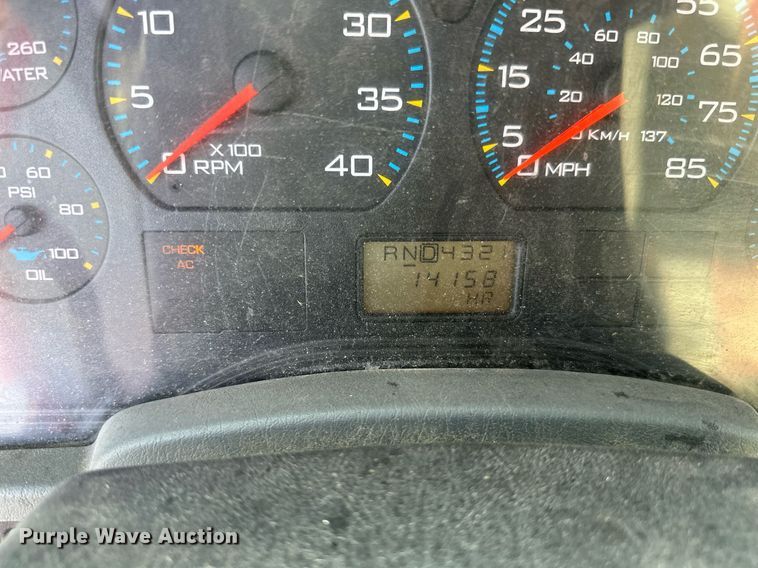 10 30 25 55
260 60 80 65
WATER 15 40 100
5 35 20 120 75
60 X 100 5 KM/H 137
PSI 0 RPM 40 0 MPH 85
80
100
OIL
CHECK
AC
RND4321
14158
HR
Purple Wave Auction